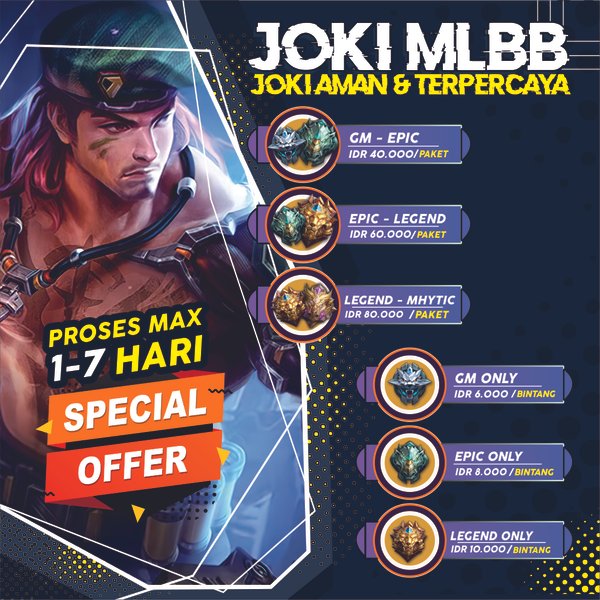 JOKI MLBB
JOKI AMAN & TERPERCAYA
GM - EPIC
IDR 40.000/PAKET
EPIC - LEGEND
IDR 60.000/PAKET
LEGEND - MHYTIC
IDR 80.000 /PAKET
PROSES MAX
1-7 HARI
SPECIAL
OFFER
GM ONLY
IDR 6.000 /BINTANG
EPIC ONLY
IDR 8.000 /BINTANG
LEGEND ONLY
IDR 10.000/BINTANG